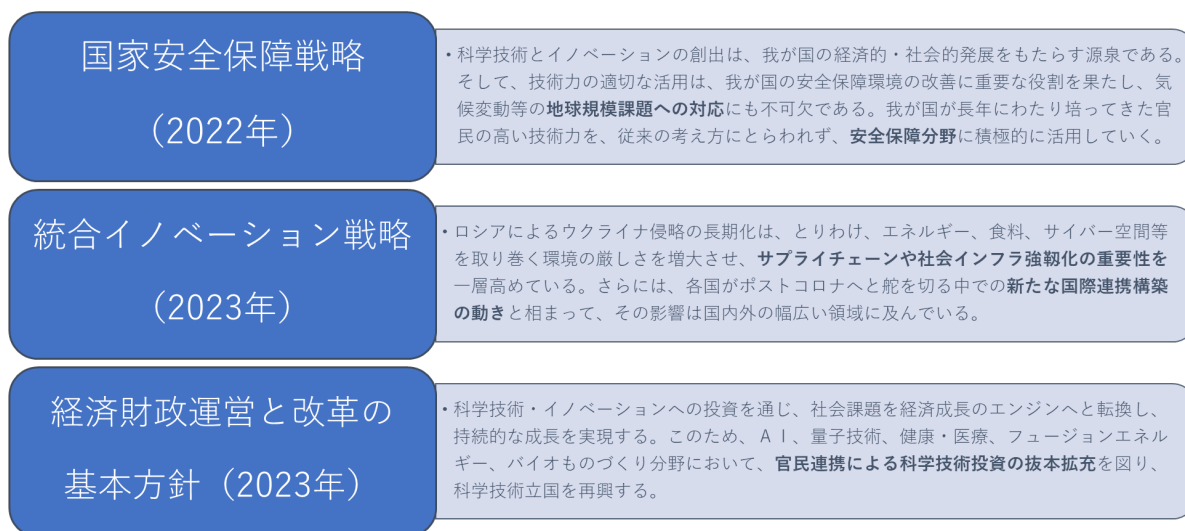 国家安全保障戦略
（2022年）
・科学技術とイノベーションの創出は、我が国の経済的・社会的発展をもたらす源泉である。
そして、技術力の適切な活用は、我が国の安全保障環境の改善に重要な役割を果たし、気
候変動等の地球規模課題への対応にも不可欠である。我が国が長年にわたり培ってきた官
民の高い技術力を、従来の考え方にとらわれず、安全保障分野に積極的に活用していく。
統合イノベーション戦略
（2023年）
・ロシアによるウクライナ侵略の長期化は、とりわけ、エネルギー、食料、サイバー空間等
を取り巻く環境の厳しさを増大させ、サプライチェーンや社会インフラ強靱化の重要性を
一層高めている。さらには、各国がポストコロナへと舵を切る中での新たな国際連携構築
の動きと相まって、その影響は国内外の幅広い領域に及んでいる。
経済財政運営と改革の
基本方針（2023年）
・科学技術・イノベーションへの投資を通じ、社会課題を経済成長のエンジンへと転換し、
持続的な成長を実現する。このため、ＡＩ、量子技術、健康・医療、フュージョンエネル
ギー、バイオものづくり分野において、官民連携による科学技術投資の抜本拡充を図り、
科学技術立国を再興する。